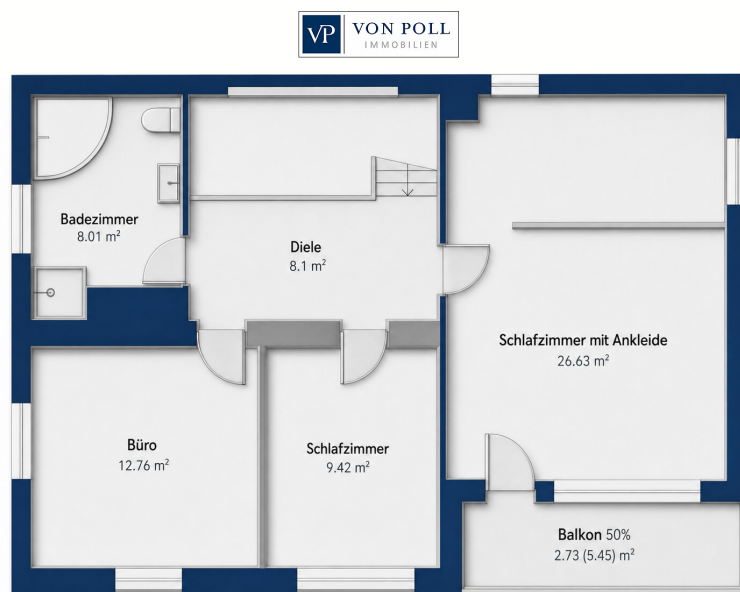 VP VON POLL
IMMOBILIEN
Badezimmer
8.01 m²
Diele
8.1 m²
Schlafzimmer mit Ankleide
26.63 m²
Büro
12.76 m²
Schlafzimmer
9.42 m²
Balkon 50%
2.73 (5.45) m²